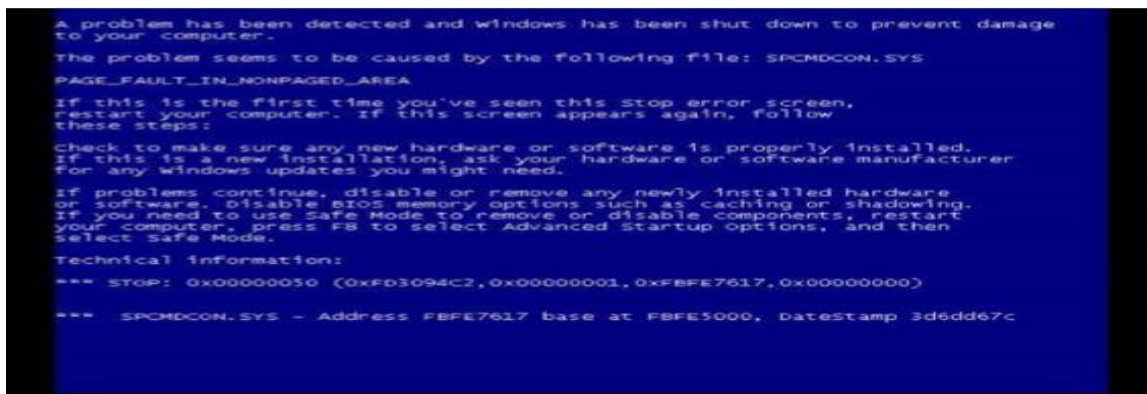 A problem has been detected and windows has been shut down to prevent damage
to your computer.
The problem seems to be caused by the following file: SPCMDCON.SYS
PAGE_FAULT_IN_NONPAGED_AREA
If this is the first time you've seen this Stop error screen,
restart your computer. If this screen appears again, follow
these steps:
Check to make sure any new hardware or software is properly installed.
If this is a new installation, ask your hardware or software manufacturer
for any windows updates you might need.
If problems continue, disable or remove any newly installed hardware
or software. Disable BIOS memory options such as caching or shadowing.
If you need to use Safe Mode to remove or disable components, restart
your computer, press F8 to select Advanced Startup Options, and then
select Safe Mode.
Technical information:
*** STOP: 0x00000050 (0xFD3094C2,0x00000001,0xFBFE7617,0x00000000)
*** SPCMDCON.SYS - Address FBFE7617 base at FBFE5000, DateStamp 3d6dd67c